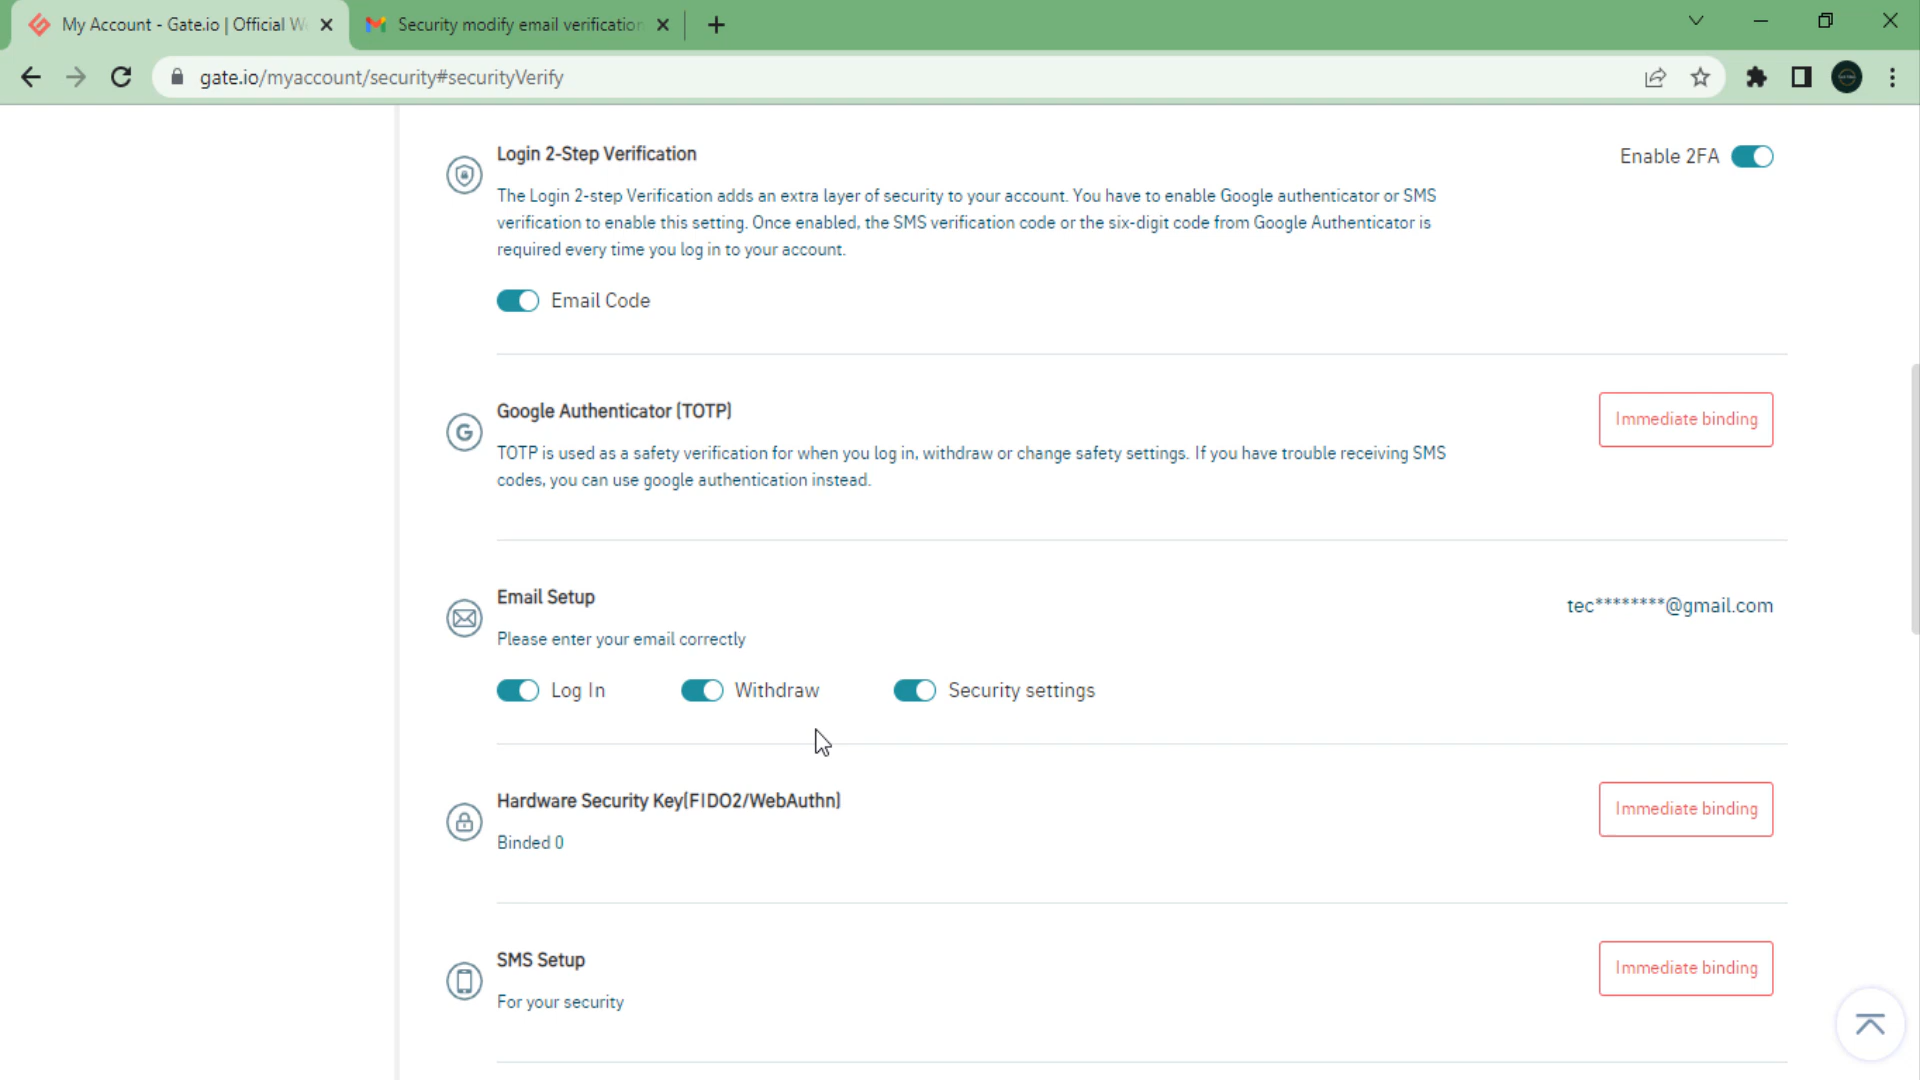 My Account - Gate.io | Official W
Security modify email verification
gate.io/myaccount/security#securityVerify
Login 2-Step Verification
Enable 2FA
The Login 2-step Verification adds an extra layer of security to your account. You have to enable Google authenticator or SMS
verification to enable this setting. Once enabled, the SMS verification code or the six-digit code from Google Authenticator is
required every time you log in to your account.
Email Code
Google Authenticator (TOTP)
Immediate binding
TOTP is used as a safety verification for when you log in, withdraw or change safety settings. If you have trouble receiving SMS
codes, you can use google authentication instead.
Email Setup
tec********@gmail.com
Please enter your email correctly
Log In
Withdraw
Security settings
Hardware Security Key(FIDO2/WebAuthn)
Immediate binding
Binded 0
SMS Setup
Immediate binding
For your security